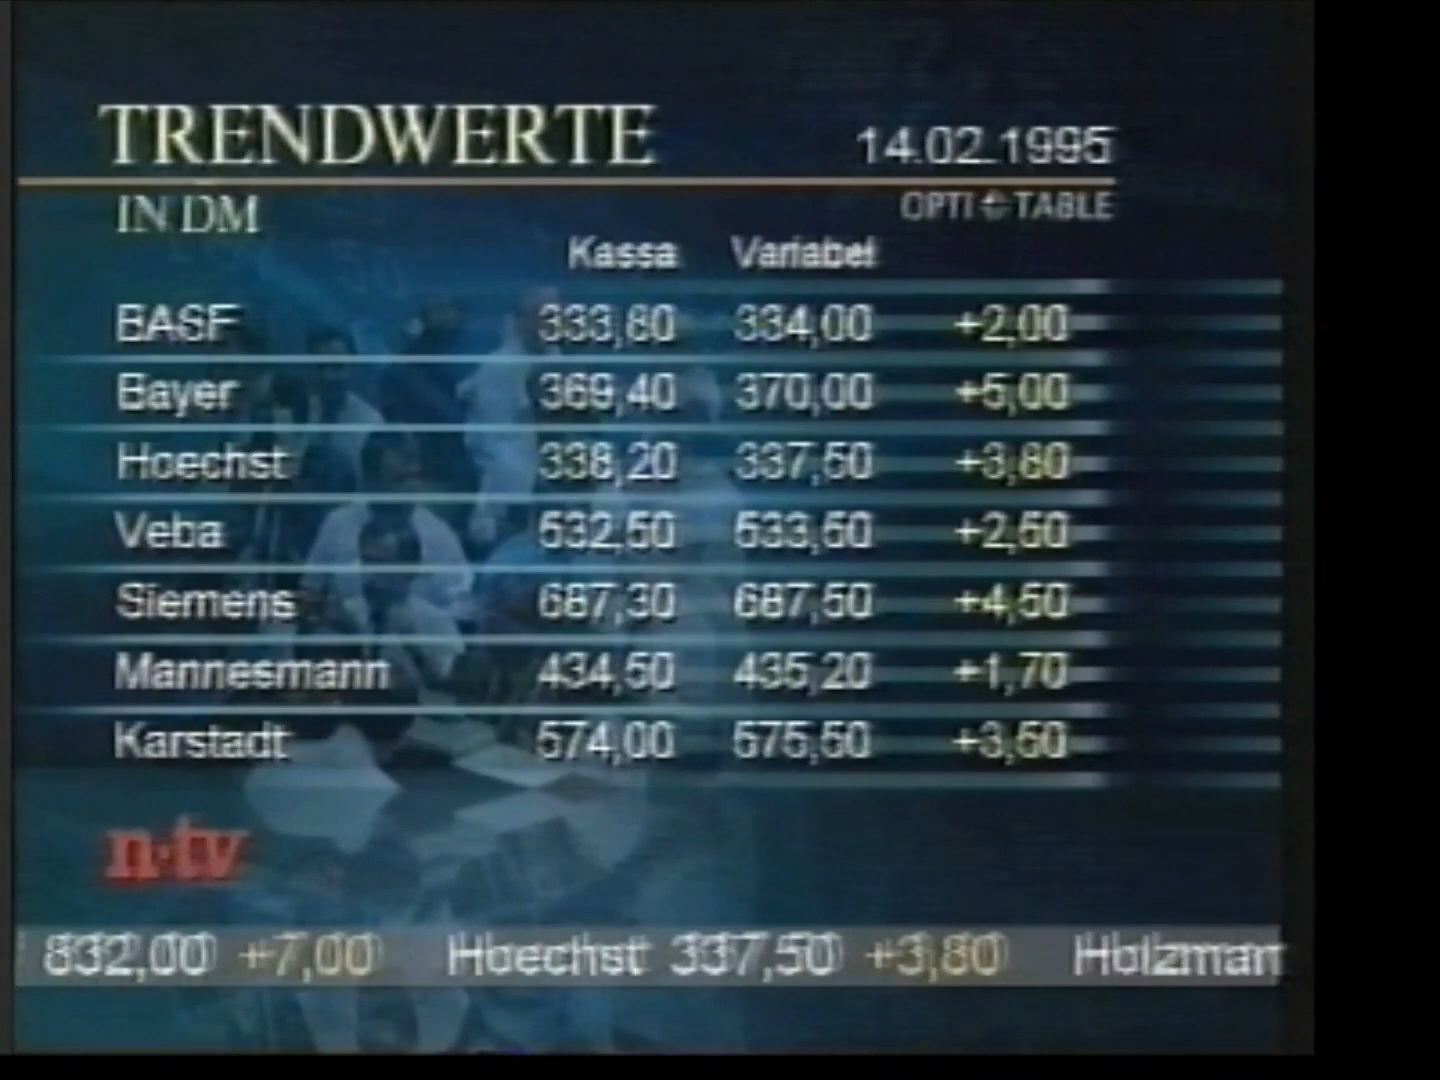 TRENDWERTE 14.02.1995
IN DM OPTI TABLE
Kassa Variabel
BASF 333,80 334,00 +2,00
Bayer 369,40 370,00 +5,00
Hoechst 338,20 337,50 +3,80
Veba 532,50 533,50 +2,50
Siemens 687,30 687,50 +4,50
Mannesmann 434,50 435,20 +1,70
Karstadt 574,00 575,50 +3,50
n-tv
832,00 +7,00 Hoechst 337,50 +3,80 Holzman